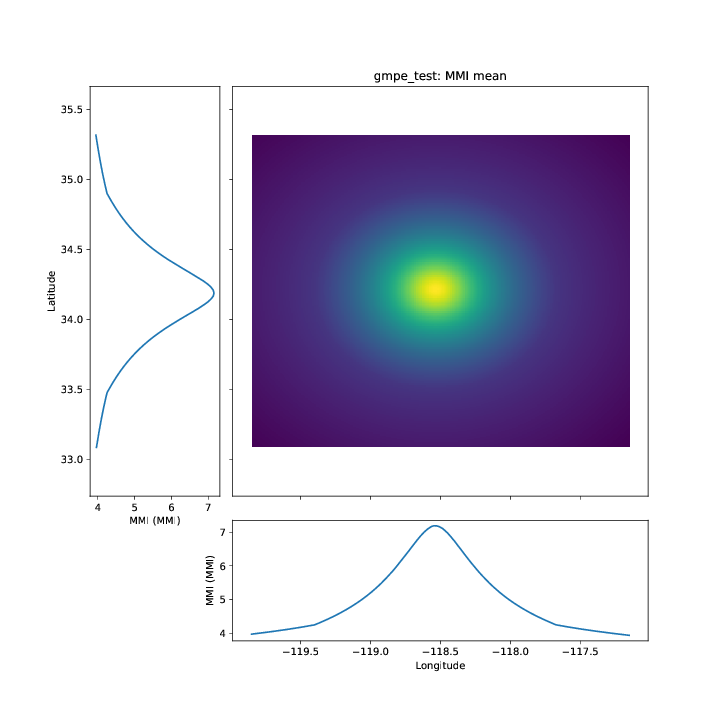 gmpe_test: MMI mean
35.5
35.0
34.5
34.0
33.5
33.0
Latitude
4 5 6 7
MMI (MMI)
7
6
5
4
MMI (MMI)
−119.5 −119.0 −118.5 −118.0 −117.5
Longitude